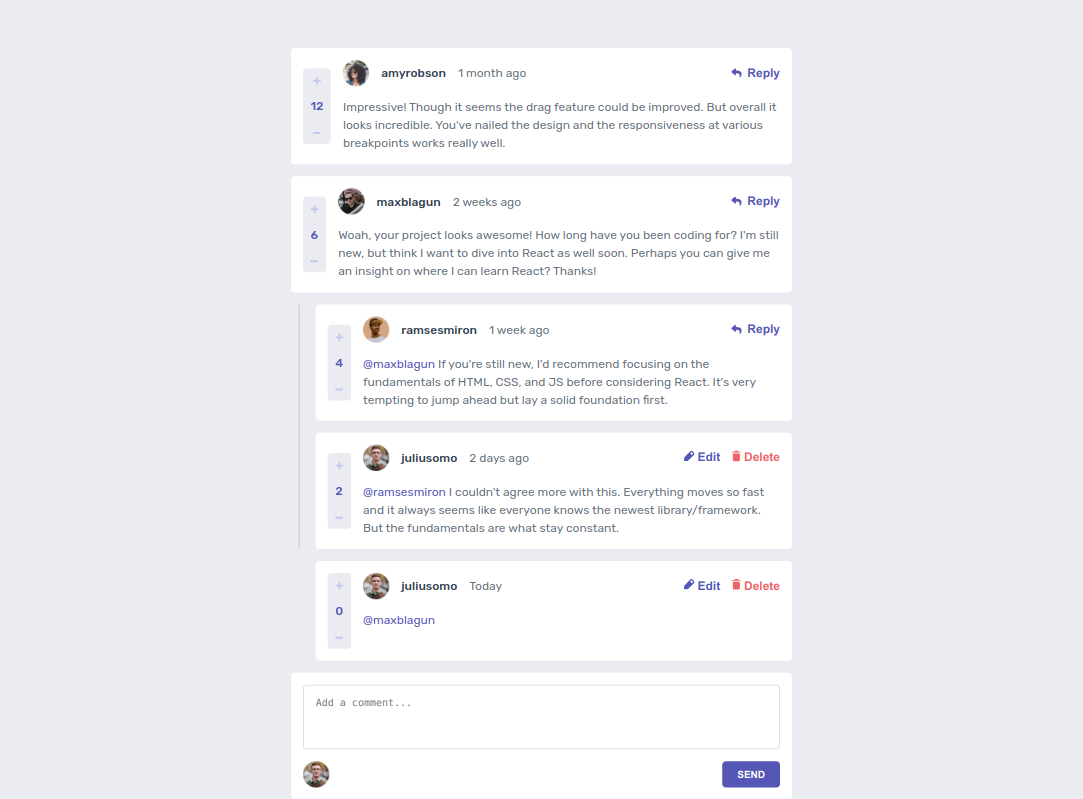 +
12
−
amyrobson 1 month ago Reply
Impressive! Though it seems the drag feature could be improved. But overall it
looks incredible. You've nailed the design and the responsiveness at various
breakpoints works really well.
+
6
−
maxblagun 2 weeks ago Reply
Woah, your project looks awesome! How long have you been coding for? I'm still
new, but think I want to dive into React as well soon. Perhaps you can give me
an insight on where I can learn React? Thanks!
+
4
−
ramsesmiron 1 week ago Reply
@maxblagun If you're still new, I'd recommend focusing on the
fundamentals of HTML, CSS, and JS before considering React. It's very
tempting to jump ahead but lay a solid foundation first.
+
2
−
juliusomo 2 days ago Edit Delete
@ramsesmiron I couldn't agree more with this. Everything moves so fast
and it always seems like everyone knows the newest library/framework.
But the fundamentals are what stay constant.
+
0
−
juliusomo Today Edit Delete
@maxblagun
Add a comment...
SEND